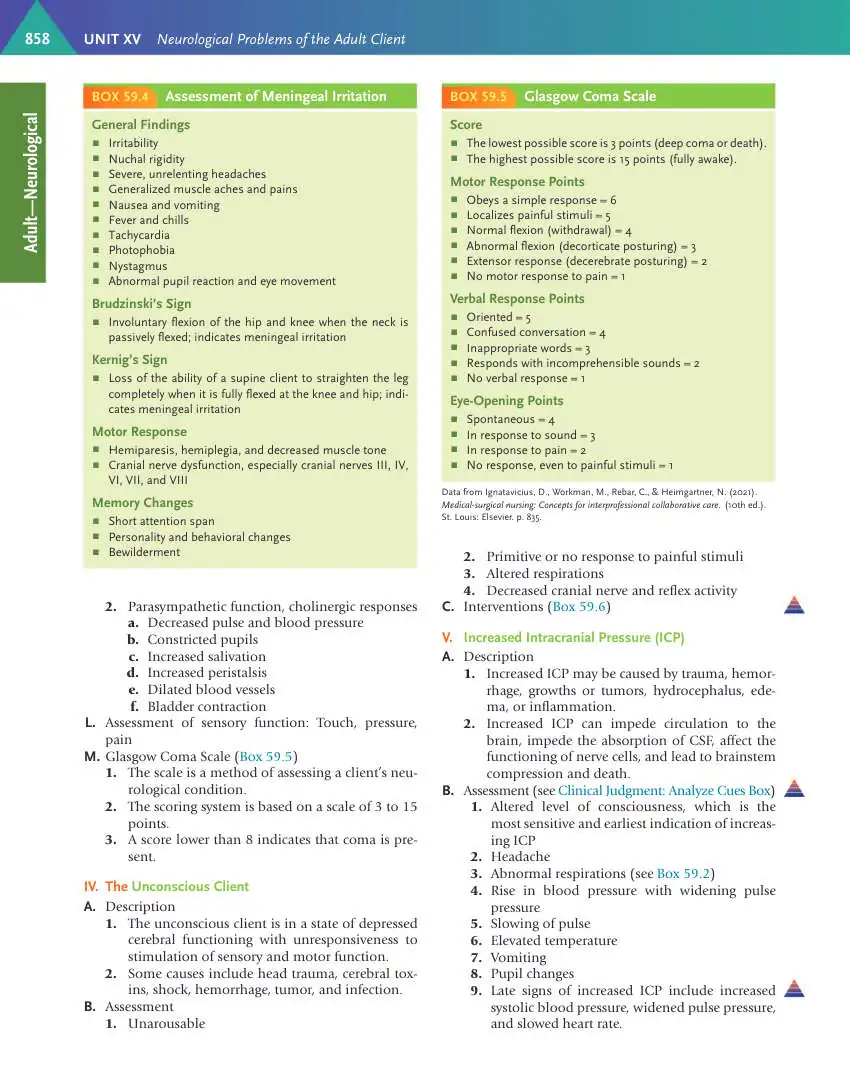 858
UNIT XV Neurological Problems of the Adult Client
Adult—Neurological
BOX 59.4 Assessment of Meningeal Irritation
General Findings
■ Irritability
■ Nuchal rigidity
■ Severe, unrelenting headaches
■ Generalized muscle aches and pains
■ Nausea and vomiting
■ Fever and chills
■ Tachycardia
■ Photophobia
■ Nystagmus
■ Abnormal pupil reaction and eye movement
Brudzinski's Sign
■ Involuntary flexion of the hip and knee when the neck is
passively flexed; indicates meningeal irritation
Kernig's Sign
■ Loss of the ability of a supine client to straighten the leg
completely when it is fully flexed at the knee and hip; indi-
cates meningeal irritation
Motor Response
■ Hemiparesis, hemiplegia, and decreased muscle tone
■ Cranial nerve dysfunction, especially cranial nerves III, IV,
VI, VII, and VIII
Memory Changes
■ Short attention span
■ Personality and behavioral changes
■ Bewilderment
2. Parasympathetic function, cholinergic responses
a. Decreased pulse and blood pressure
b. Constricted pupils
c. Increased salivation
d. Increased peristalsis
e. Dilated blood vessels
f. Bladder contraction
L. Assessment of sensory function: Touch, pressure,
pain
M. Glasgow Coma Scale (Box 59.5)
1. The scale is a method of assessing a client's neu-
rological condition.
2. The scoring system is based on a scale of 3 to 15
points.
3. A score lower than 8 indicates that coma is pre-
sent.
IV. The Unconscious Client
A. Description
1. The unconscious client is in a state of depressed
cerebral functioning with unresponsiveness to
stimulation of sensory and motor function.
2. Some causes include head trauma, cerebral tox-
ins, shock, hemorrhage, tumor, and infection.
B. Assessment
1. Unarousable
BOX 59.5 Glasgow Coma Scale
Score
■ The lowest possible score is 3 points (deep coma or death).
■ The highest possible score is 15 points (fully awake).
Motor Response Points
■ Obeys a simple response = 6
■ Localizes painful stimuli = 5
■ Normal flexion (withdrawal) = 4
■ Abnormal flexion (decorticate posturing) = 3
■ Extensor response (decerebrate posturing) = 2
■ No motor response to pain = 1
Verbal Response Points
■ Oriented = 5
■ Confused conversation = 4
■ Inappropriate words = 3
■ Responds with incomprehensible sounds = 2
■ No verbal response = 1
Eye-Opening Points
■ Spontaneous = 4
■ In response to sound = 3
■ In response to pain = 2
■ No response, even to painful stimuli = 1
Data from Ignatavicius, D., Workman, M., Rebar, C., & Heimgartner, N. (2021).
Medical-surgical nursing: Concepts for interprofessional collaborative care. (10th ed.).
St. Louis: Elsevier. p. 835.
2. Primitive or no response to painful stimuli
3. Altered respirations
4. Decreased cranial nerve and reflex activity
C. Interventions (Box 59.6)
V. Increased Intracranial Pressure (ICP)
A. Description
1. Increased ICP may be caused by trauma, hemor-
rhage, growths or tumors, hydrocephalus, ede-
ma, or inflammation.
2. Increased ICP can impede circulation to the
brain, impede the absorption of CSF, affect the
functioning of nerve cells, and lead to brainstem
compression and death.
B. Assessment (see Clinical Judgment: Analyze Cues Box)
1. Altered level of consciousness, which is the
most sensitive and earliest indication of increas-
ing ICP
2. Headache
3. Abnormal respirations (see Box 59.2)
4. Rise in blood pressure with widening pulse
pressure
5. Slowing of pulse
6. Elevated temperature
7. Vomiting
8. Pupil changes
9. Late signs of increased ICP include increased
systolic blood pressure, widened pulse pressure,
and slowed heart rate.